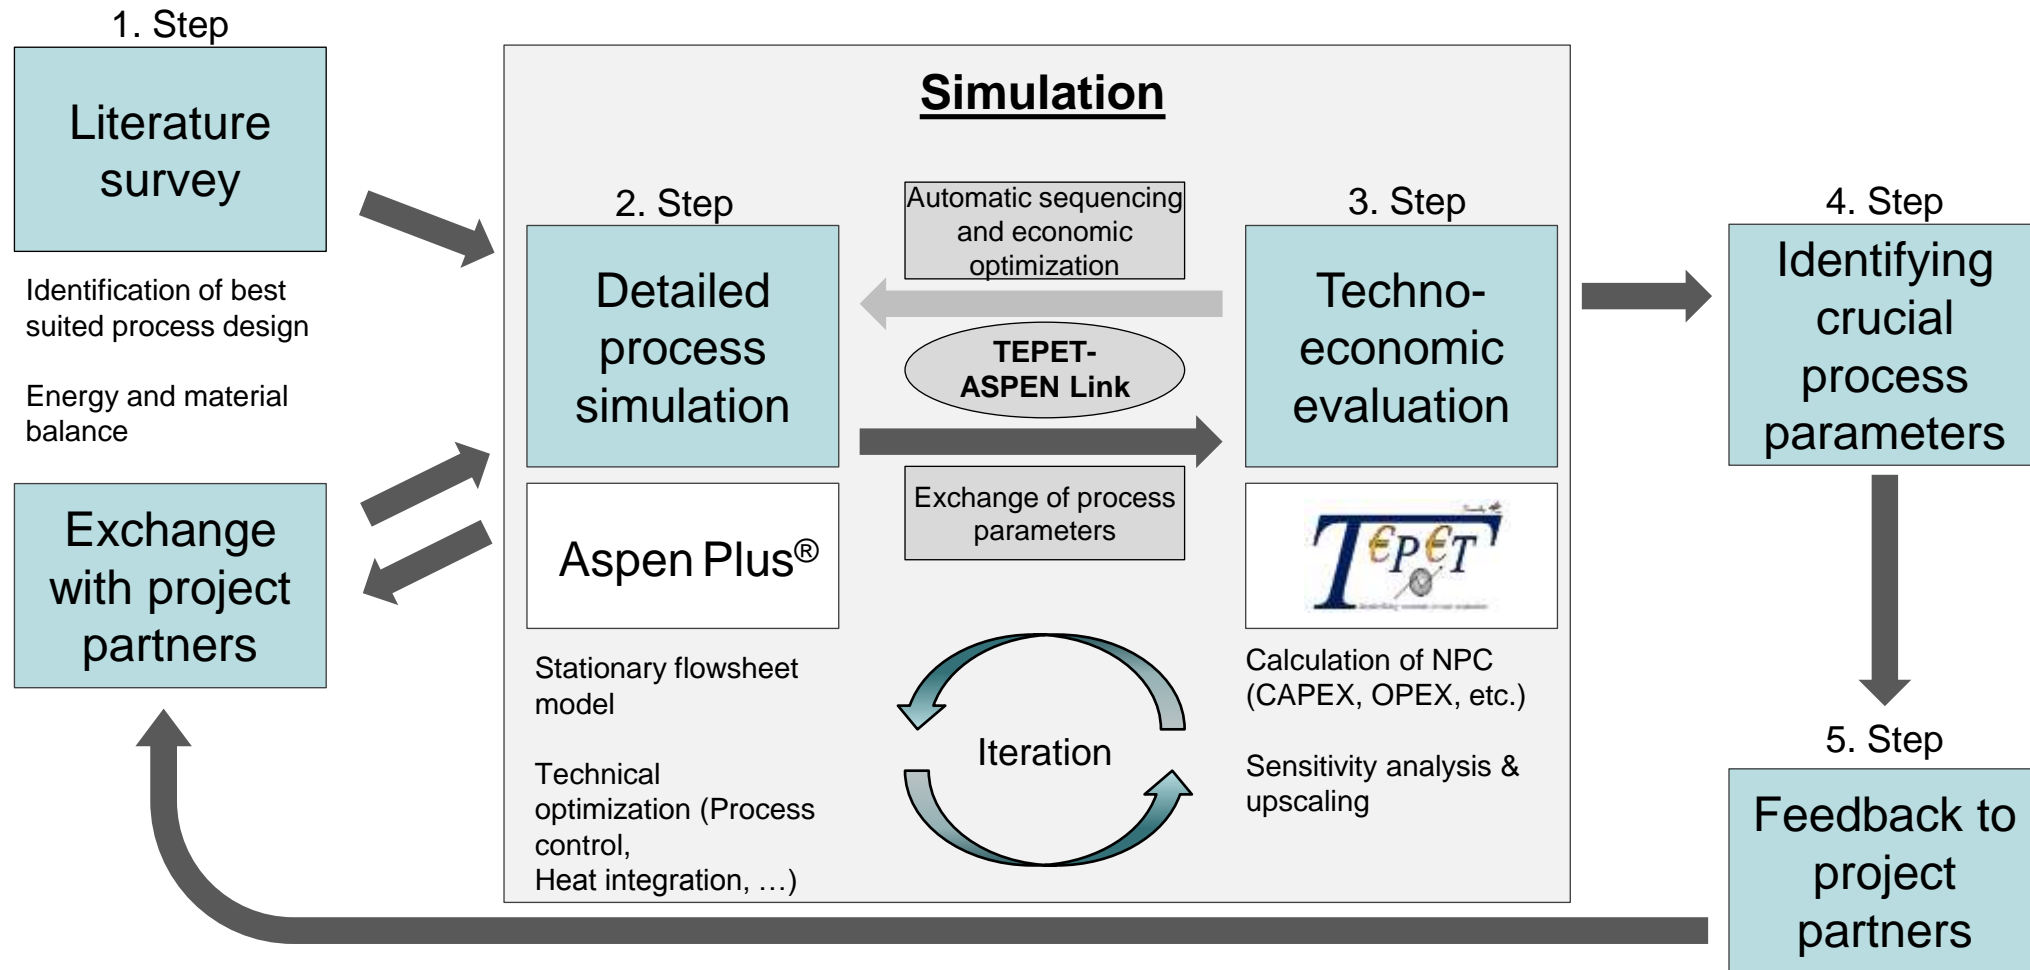 1. Step
Literature
survey
Identification of best
suited process design
Energy and material
balance
Exchange
with project
partners
Simulation
2. Step
Detailed
process
simulation
Aspen Plus®
Stationary flowsheet
model
Technical
optimization (Process
control,
Heat integration, …)
Automatic sequencing
and economic
optimization
TEPET-
ASPEN Link
Exchange of process
parameters
Iteration
3. Step
Techno-
economic
evaluation
T€P€T
Calculation of NPC
(CAPEX, OPEX, etc.)
Sensitivity analysis &
upscaling
4. Step
Identifying
crucial
process
parameters
5. Step
Feedback to
project
partners